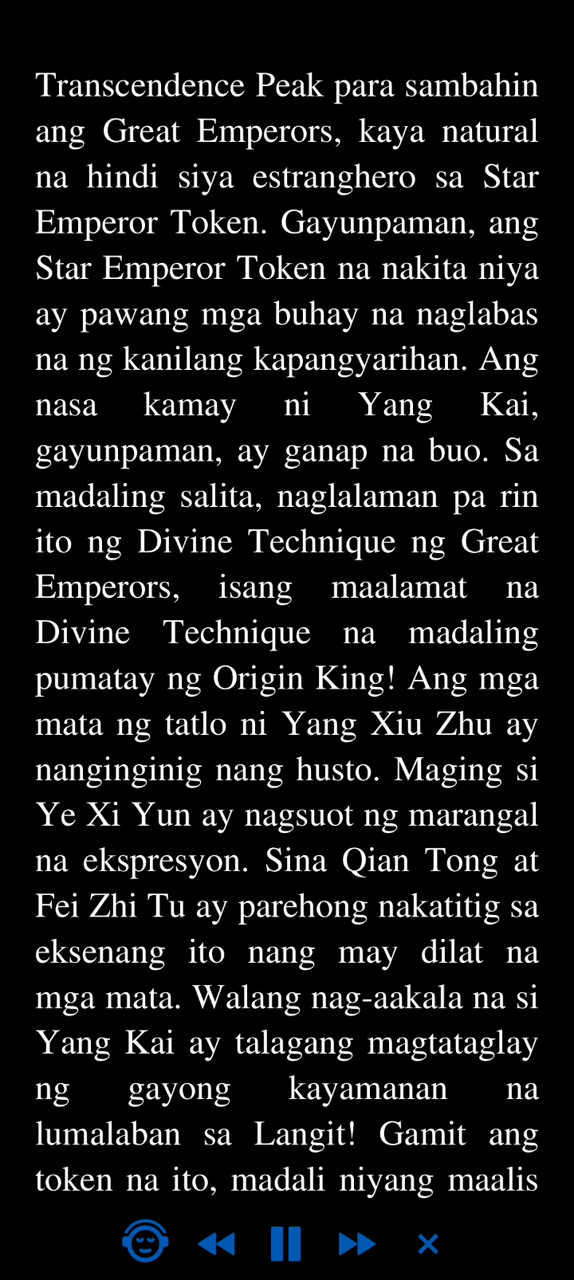 Transcendence Peak para sambahin
ang Great Emperors, kaya natural
na hindi siya estranghero sa Star
Emperor Token. Gayunpaman, ang
Star Emperor Token na nakita niya
ay pawang mga buhay na naglabas
na ng kanilang kapangyarihan. Ang
nasa kamay ni Yang Kai,
gayunpaman, ay ganap na buo. Sa
madaling salita, naglalaman pa rin
ito ng Divine Technique ng Great
Emperors, isang maalamat na
Divine Technique na madaling
pumatay ng Origin King! Ang mga
mata ng tatlo ni Yang Xiu Zhu ay
nanginginig nang husto. Maging si
Ye Xi Yun ay nagsuot ng marangal
na ekspresyon. Sina Qian Tong at
Fei Zhi Tu ay parehong nakatitig sa
eksenang ito nang may dilat na
mga mata. Walang nag-aakala na si
Yang Kai ay talagang magtataglay
ng gayong kayamanan na
lumalaban sa Langit! Gamit ang
token na ito, madali niyang maalis